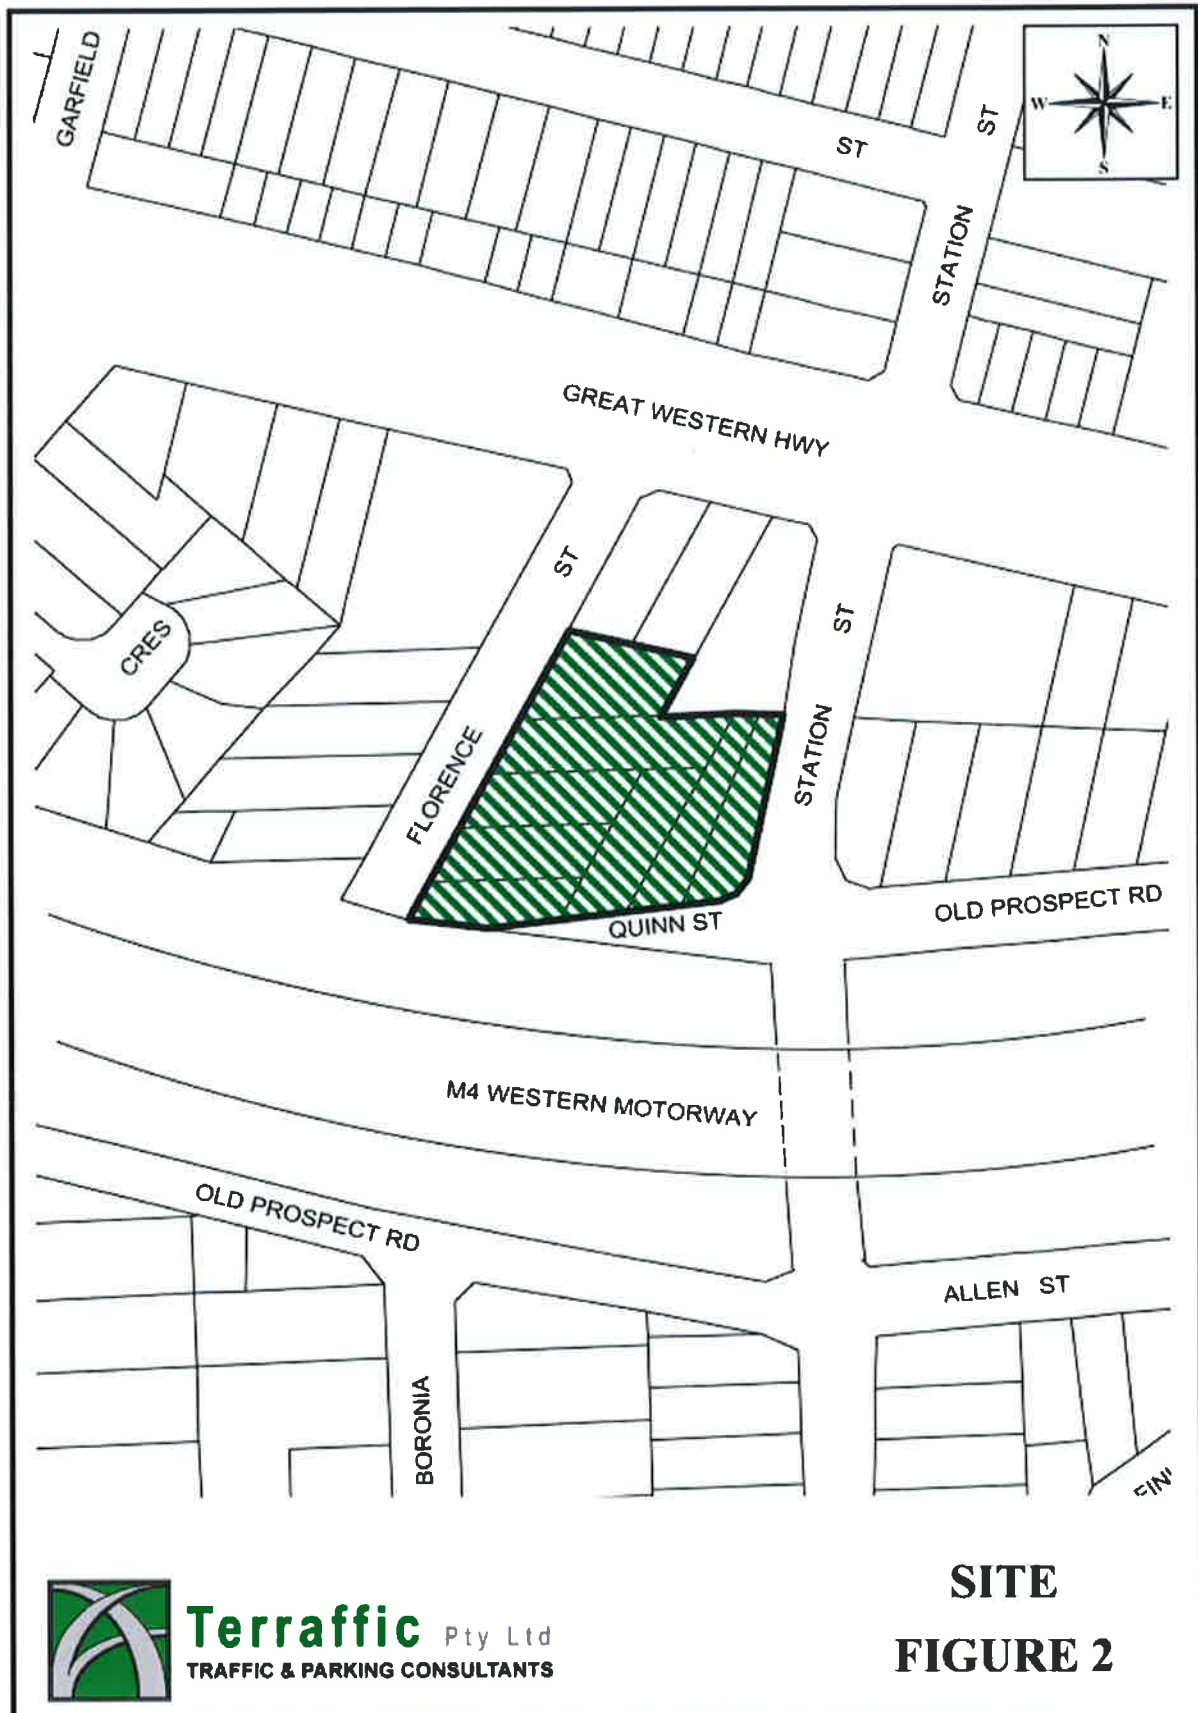 GARFIELD
N
W
E
S
ST
ST
STATION
GREAT WESTERN HWY
ST
ST
CRES
FLORENCE
STATION
QUINN ST
OLD PROSPECT RD
M4 WESTERN MOTORWAY
OLD PROSPECT RD
ALLEN ST
BORONIA
SITE
FIGURE 2
Terraffic Pty Ltd
TRAFFIC & PARKING CONSULTANTS